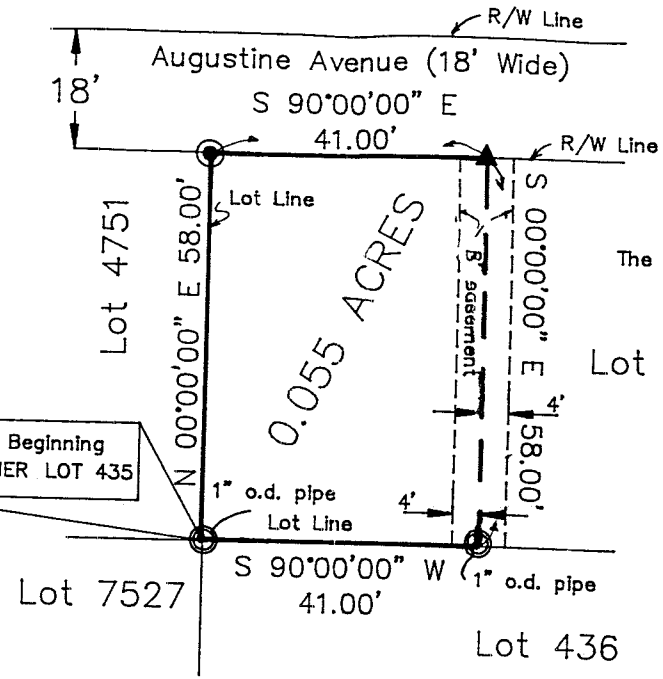 R/W Line
Augustine Avenue (18' Wide)
18'
S 90°00'00" E
41.00'
R/W Line
Lot Line
Lot 4751
N 00°00'00" E 58.00'
0.055 ACRES
8' easement
S 00°00'00" E 58.00'
The
Lot
4'
Beginning
NER LOT 435
1" o.d. pipe
4'
Lot Line
S 90°00'00" W
41.00'
1" o.d. pipe
Lot 7527
Lot 436